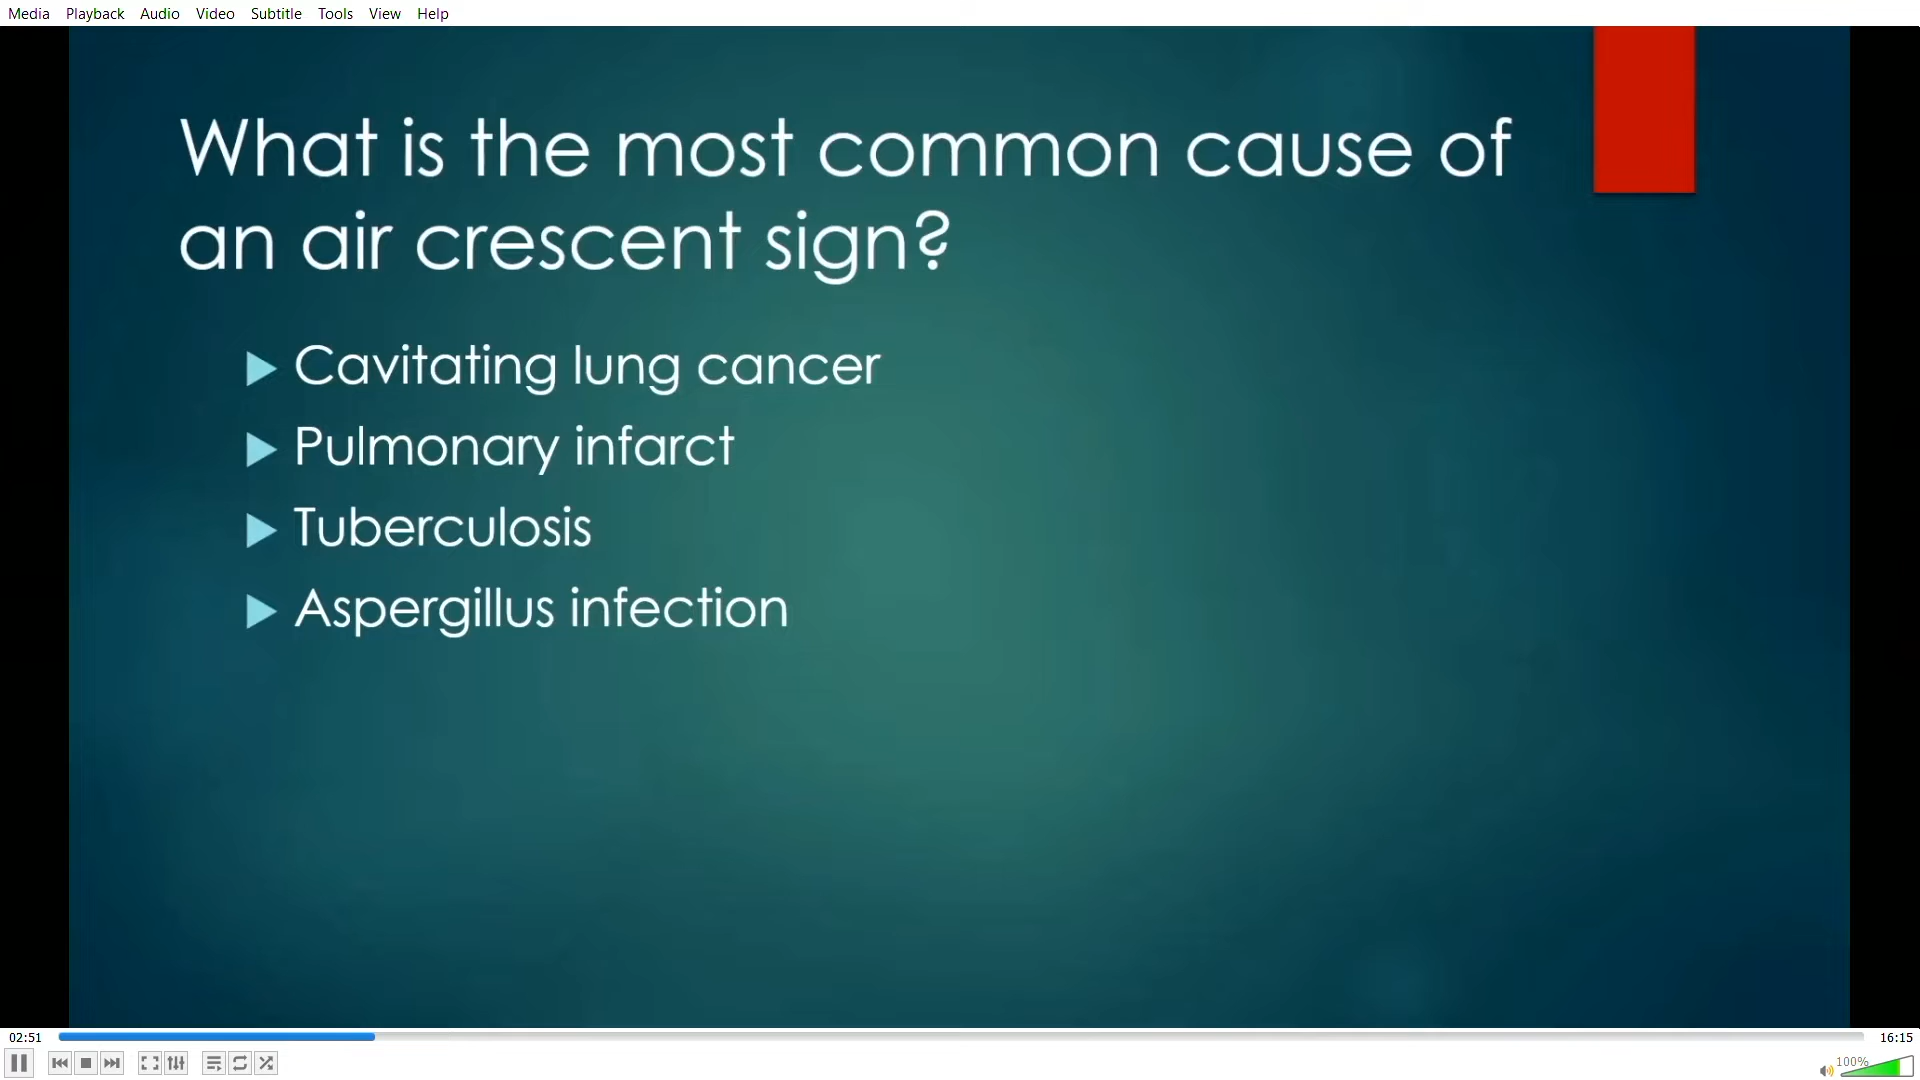 Media Playback Audio Video Subtitle Tools View Help
What is the most common cause of
an air crescent sign?
Cavitating lung cancer
Pulmonary infarct
Tuberculosis
Aspergillus infection
02:51 16:15
100%